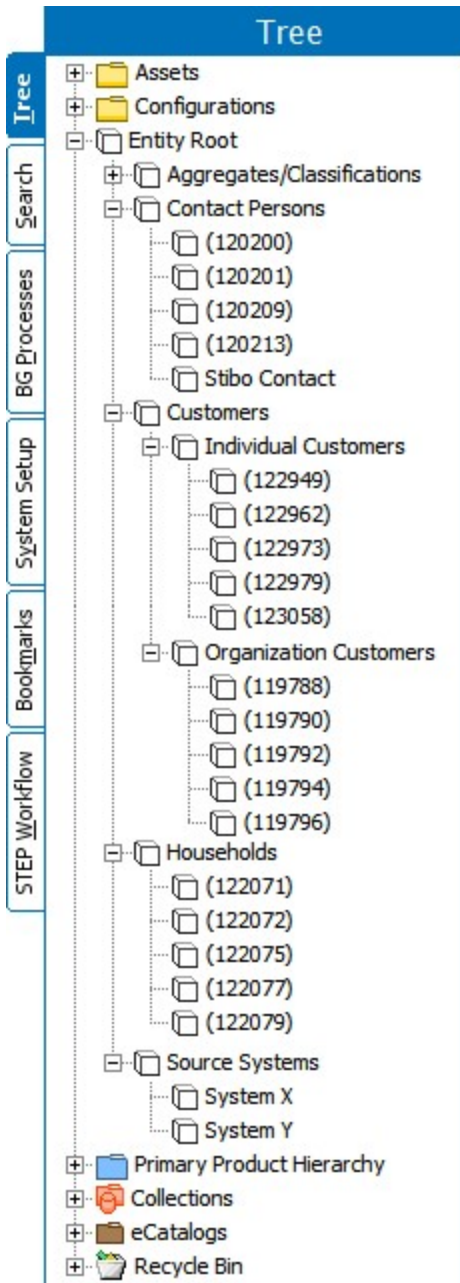 Tree
Tree
Search
BG Processes
System Setup
Bookmarks
STEP Workflow
Assets
Configurations
Entity Root
Aggregates/Classifications
Contact Persons
(120200)
(120201)
(120209)
(120213)
Stibo Contact
Customers
Individual Customers
(122949)
(122962)
(122973)
(122979)
(123058)
Organization Customers
(119788)
(119790)
(119792)
(119794)
(119796)
Households
(122071)
(122072)
(122075)
(122077)
(122079)
Source Systems
System X
System Y
Primary Product Hierarchy
Collections
eCatalogs
Recycle Bin